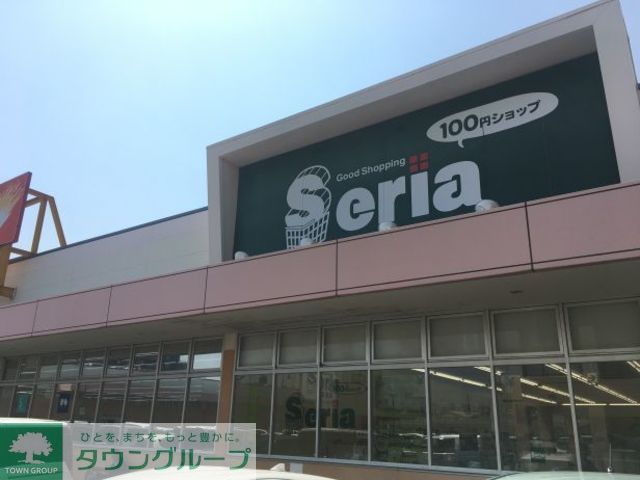 100円ショップ
Good Shopping
Seria
Seria
ひとを、まちを、もっと豊かに。
タウングループ
TOWN GROUP